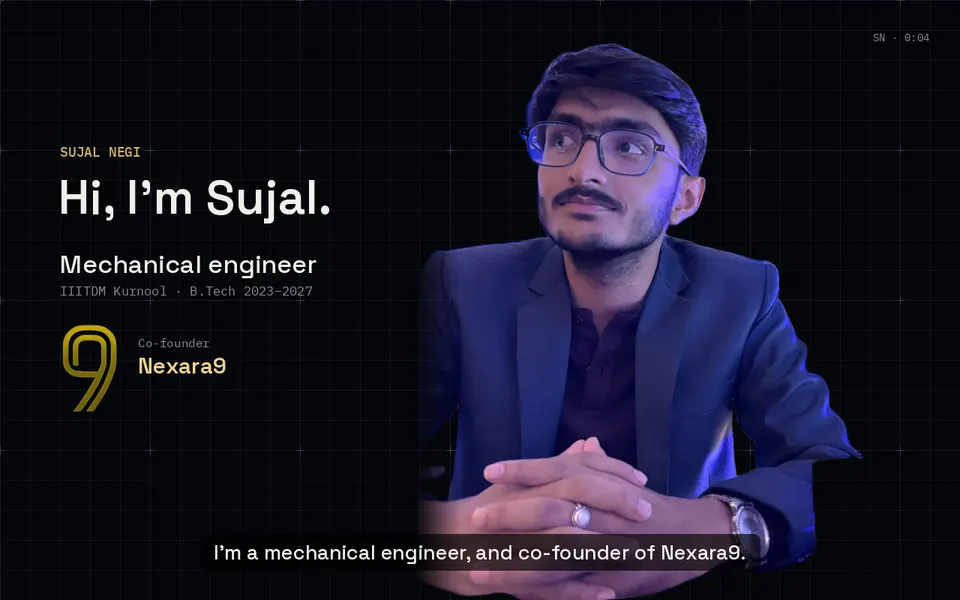 SN · 0:04
SUJAL NEGI
Hi, I’m Sujal.
Mechanical engineer
IIITDM Kurnool · B.Tech 2023–2027
9
Co-founder
Nexara9
I’m a mechanical engineer, and co-founder of Nexara9.